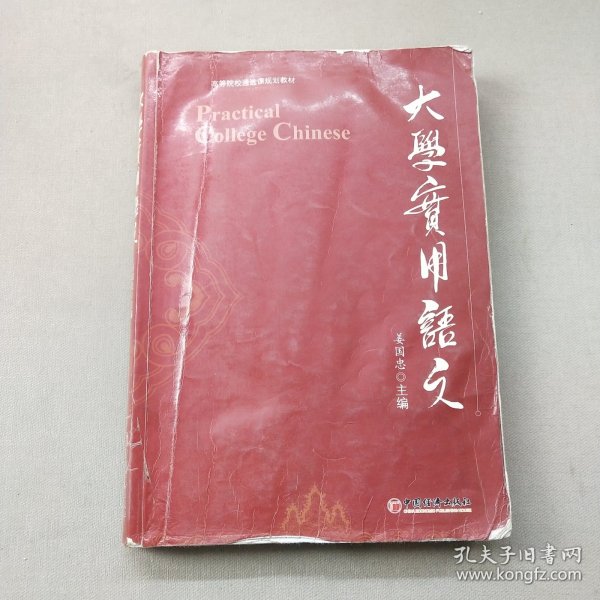 高等院校通选课规划教材
Practical
College Chinese
大學實用語文
姜国忠◎主编
中国经济出版社
孔夫子旧书网
www.kongfz.com